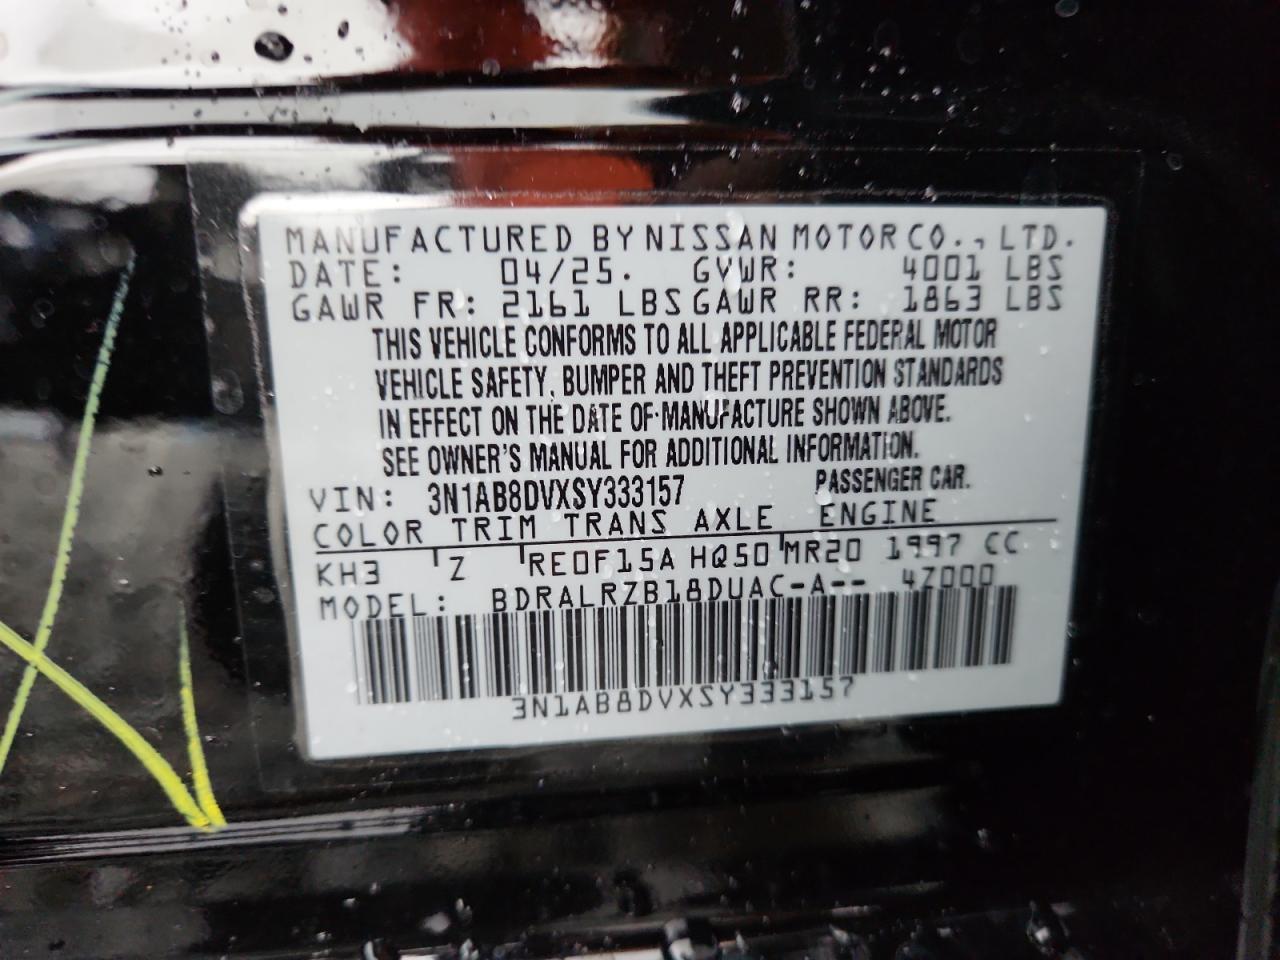 MANUFACTURED BY NISSAN MOTOR CO., LTD.
DATE: 04/25. GVWR: 4001 LBS
GAWR FR: 2161 LBS GAWR RR: 1863 LBS
THIS VEHICLE CONFORMS TO ALL APPLICABLE FEDERAL MOTOR
VEHICLE SAFETY, BUMPER AND THEFT PREVENTION STANDARDS
IN EFFECT ON THE DATE OF MANUFACTURE SHOWN ABOVE.
SEE OWNER'S MANUAL FOR ADDITIONAL INFORMATION.
VIN: 3N1AB8DVXSY333157 PASSENGER CAR.
COLOR TRIM TRANS AXLE ENGINE
KH3 Z RE0F15A HQ50 MR20 1997 CC
MODEL: BDRALRZB18DUAC-A-- 4Z000
3N1AB8DVXSY333157